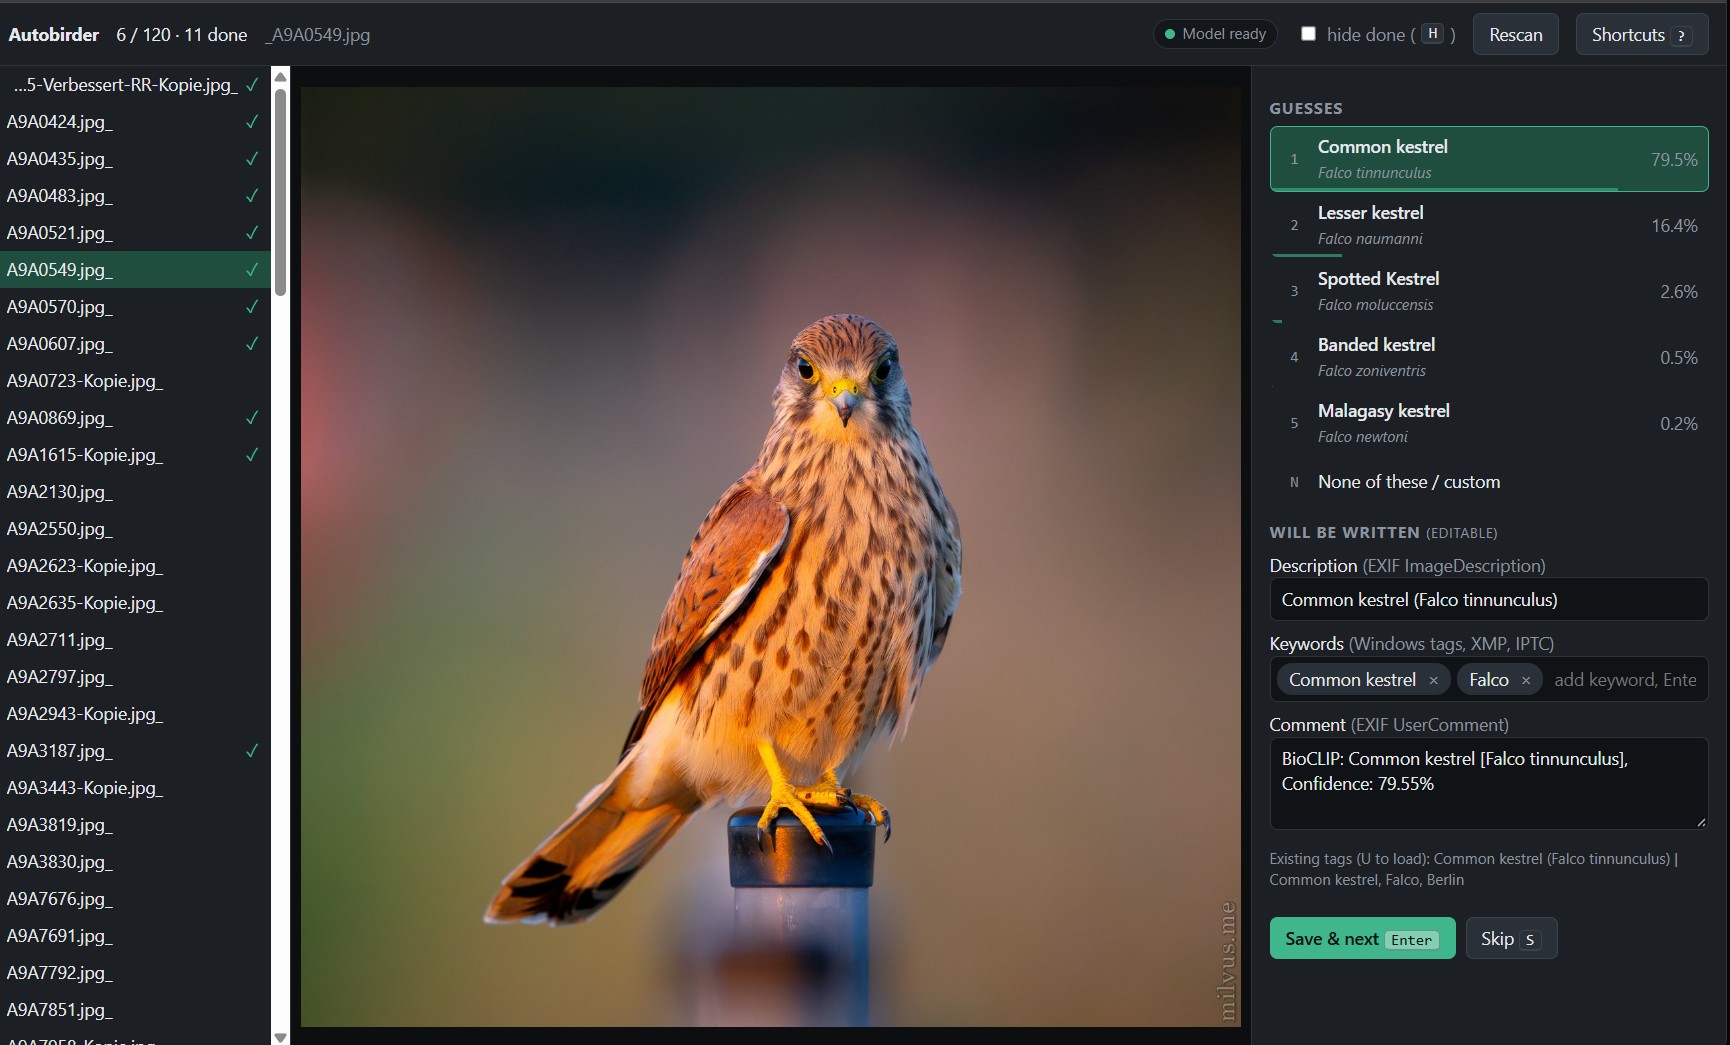 Autobirder 6 / 120 · 11 done _A9A0549.jpg
Model ready
hide done ( H )
Rescan
Shortcuts ?
...5-Verbessert-RR-Kopie.jpg_ ✓
A9A0424.jpg_ ✓
A9A0435.jpg_ ✓
A9A0483.jpg_ ✓
A9A0521.jpg_ ✓
A9A0549.jpg_ ✓
A9A0570.jpg_ ✓
A9A0607.jpg_ ✓
A9A0723-Kopie.jpg_
A9A0869.jpg_ ✓
A9A1615-Kopie.jpg_ ✓
A9A2130.jpg_
A9A2550.jpg_
A9A2623-Kopie.jpg_
A9A2635-Kopie.jpg_
A9A2711.jpg_
A9A2797.jpg_
A9A2943-Kopie.jpg_
A9A3187.jpg_ ✓
A9A3443-Kopie.jpg_
A9A3819.jpg_
A9A3830.jpg_
A9A7676.jpg_
A9A7691.jpg_
A9A7792.jpg_
A9A7851.jpg_
milvus.me
GUESSES
1 Common kestrel 79.5%
Falco tinnunculus
2 Lesser kestrel 16.4%
Falco naumanni
3 Spotted Kestrel 2.6%
Falco moluccensis
4 Banded kestrel 0.5%
Falco zoniventris
5 Malagasy kestrel 0.2%
Falco newtoni
N None of these / custom
WILL BE WRITTEN (EDITABLE)
Description (EXIF ImageDescription)
Common kestrel (Falco tinnunculus)
Keywords (Windows tags, XMP, IPTC)
Common kestrel × Falco × add keyword, Ente
Comment (EXIF UserComment)
BioCLIP: Common kestrel [Falco tinnunculus],
Confidence: 79.55%
Existing tags (U to load): Common kestrel (Falco tinnunculus) |
Common kestrel, Falco, Berlin
Save & next Enter
Skip S